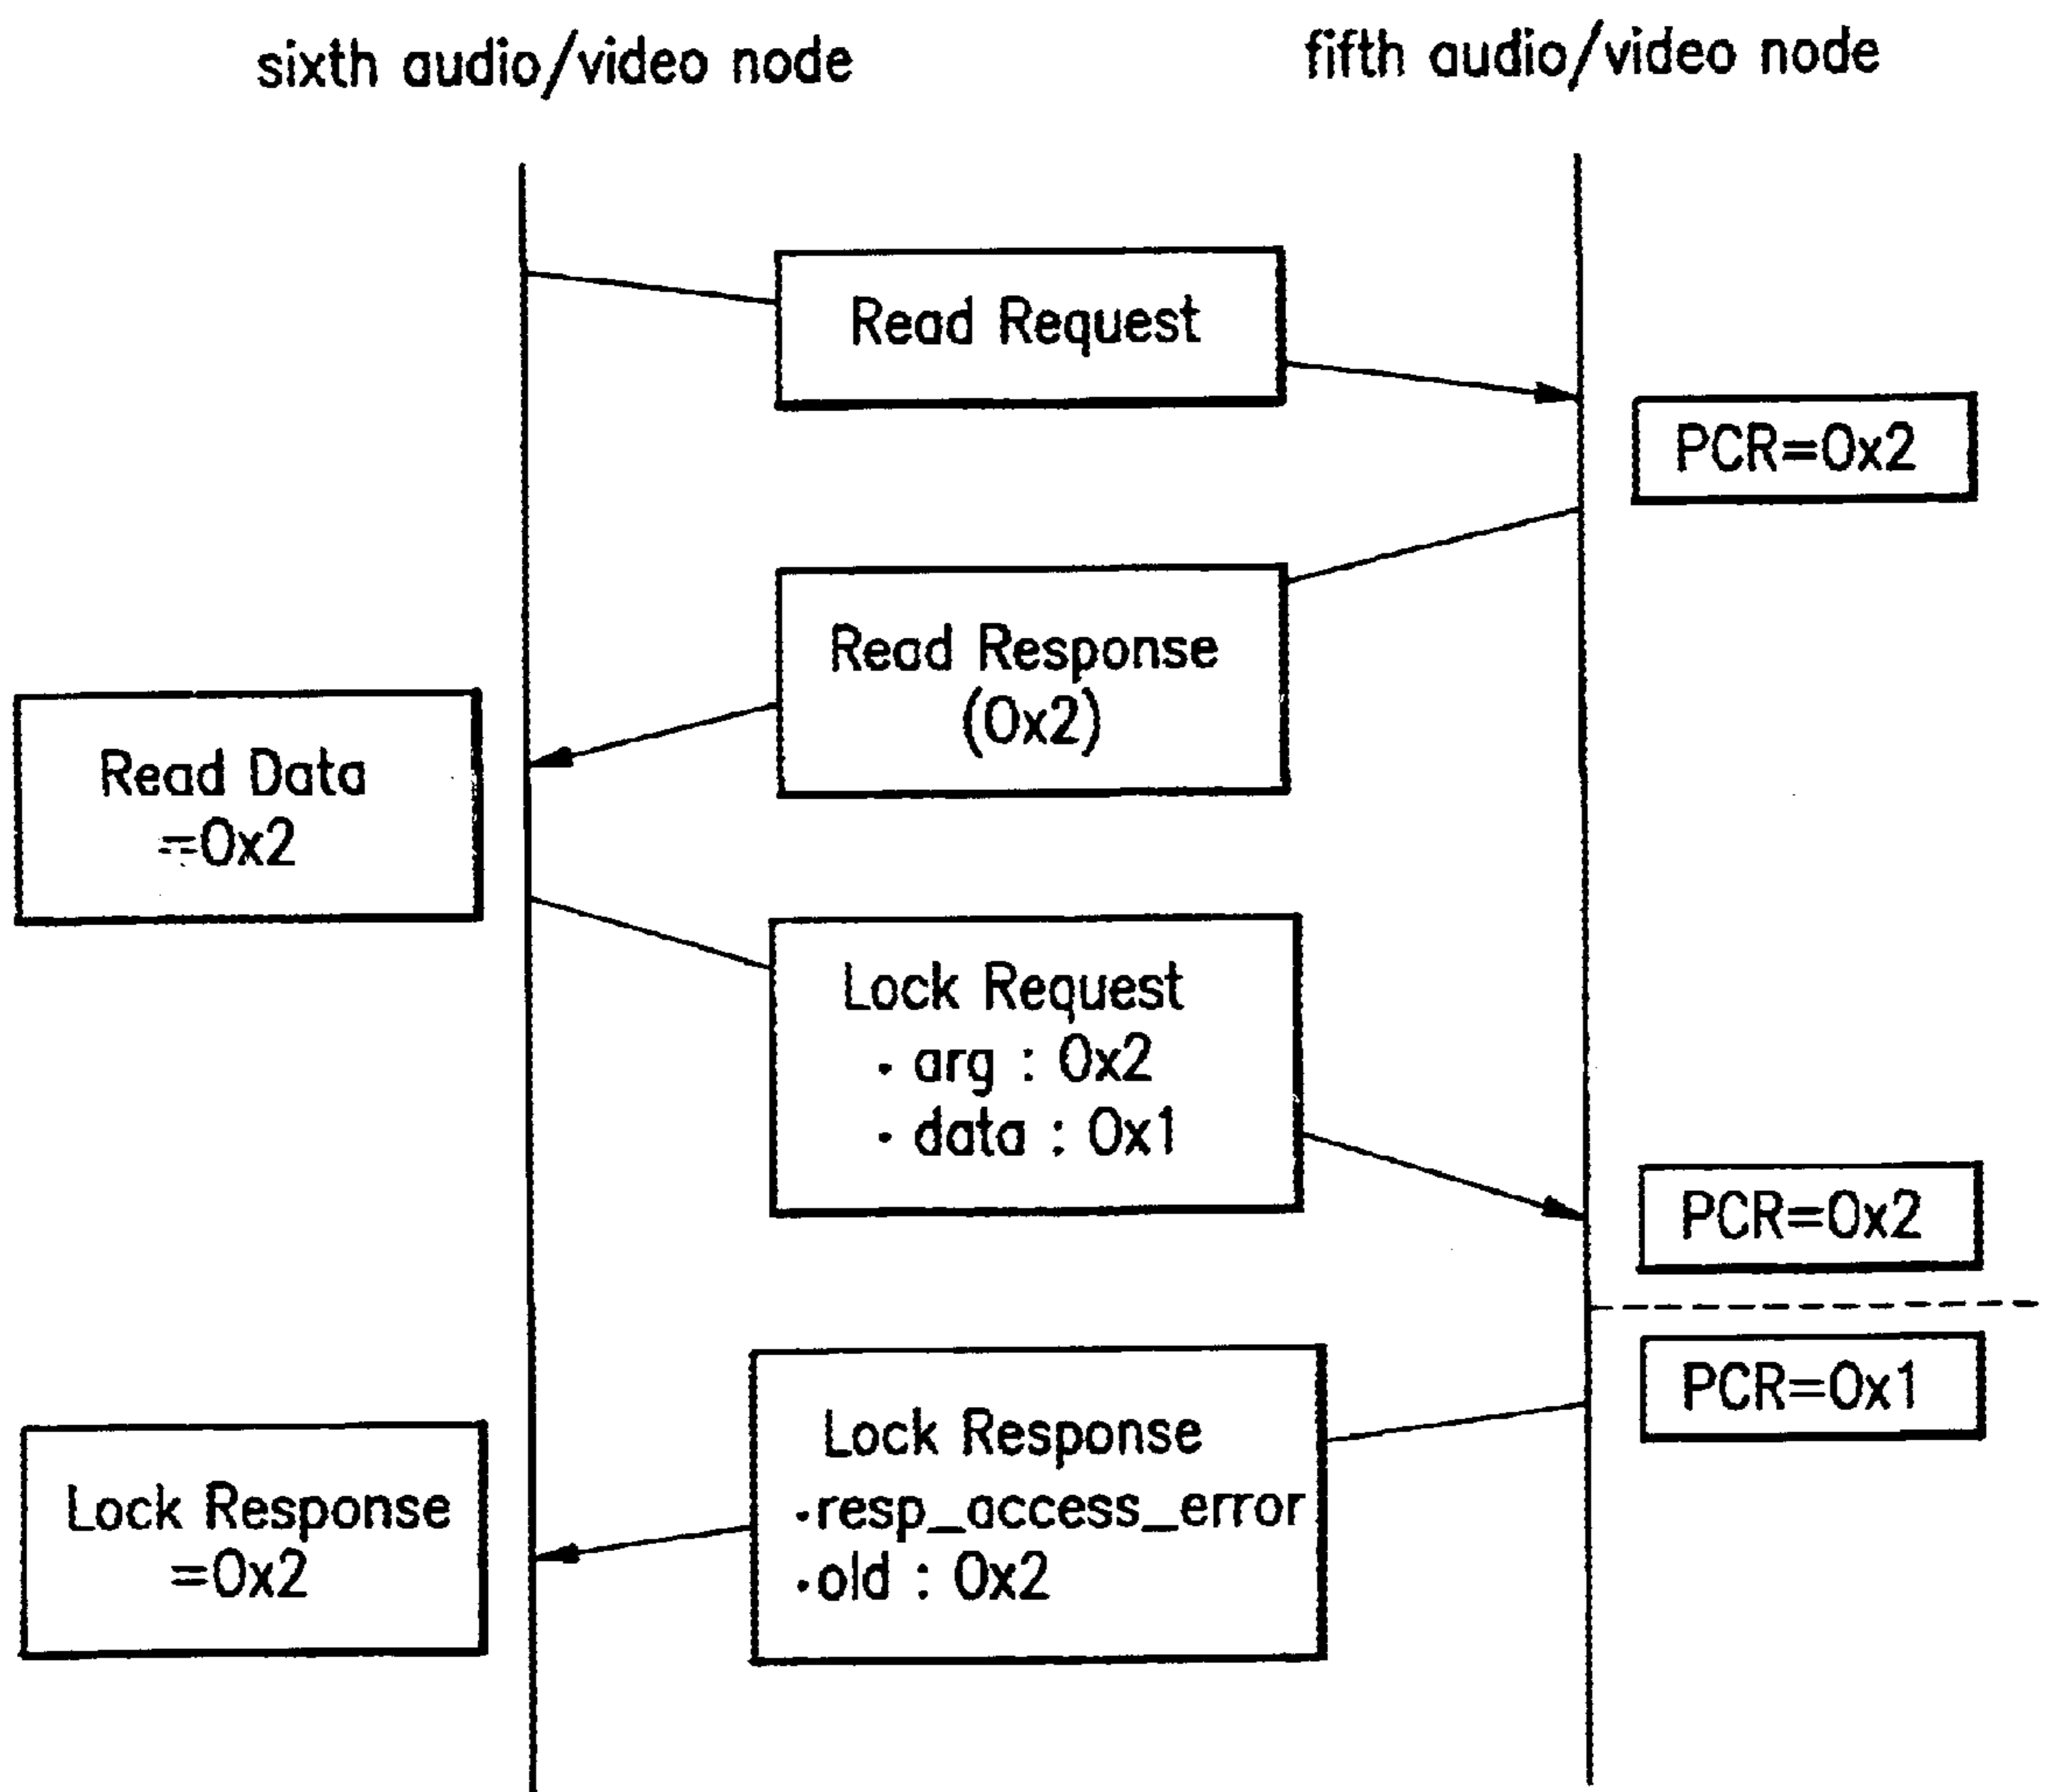 sixth audio/video node
fifth audio/video node
Read Request
PCR=0x2
Read Response
(0x2)
Read Data
=0x2
Lock Request
· arg : 0x2
· data : 0x1
PCR=0x2
PCR=0x1
Lock Response
·resp_access_error
·old : 0x2
Lock Response
=0x2